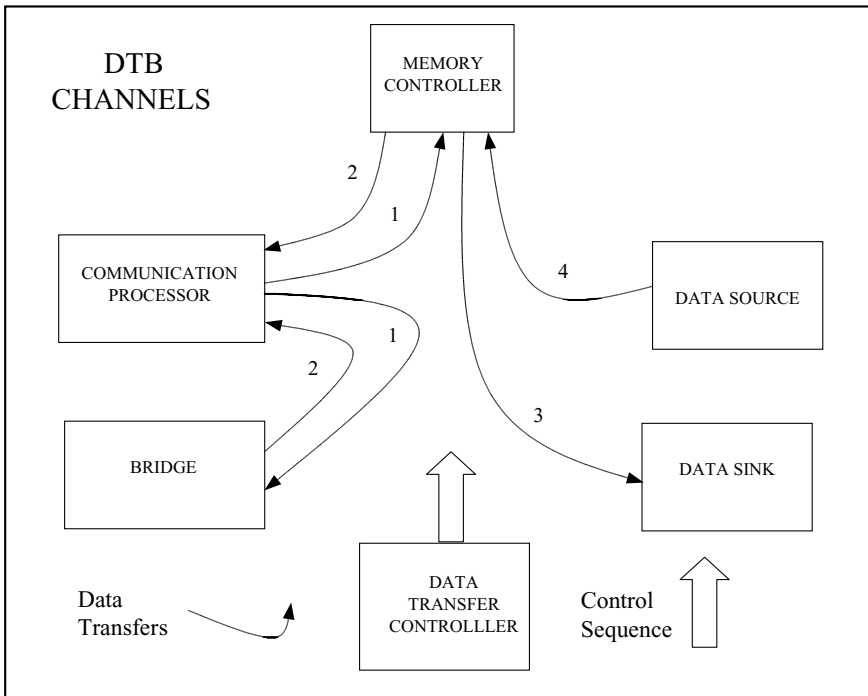 DTB
CHANNELS
MEMORY
CONTROLLER
2
1
COMMUNICATION
PROCESSOR
4
DATA SOURCE
1
2
3
BRIDGE
DATA SINK
DATA
TRANSFER
CONTROLLLER
Data
Transfers
Control
Sequence